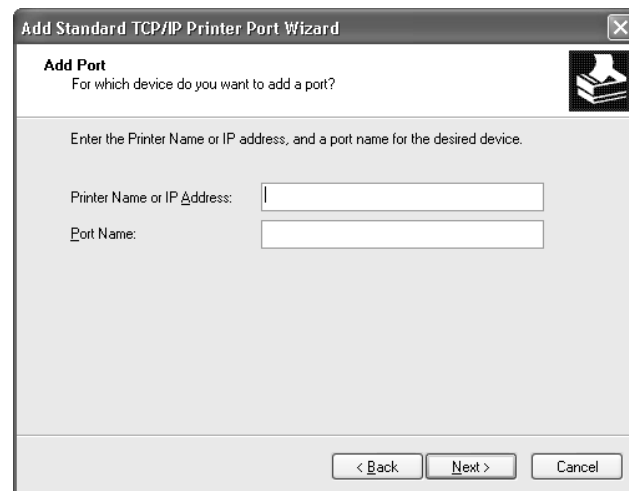 Add Standard TCP/IP Printer Port Wizard
Add Port
For which device do you want to add a port?
Enter the Printer Name or IP address, and a port name for the desired device.
Printer Name or IP Address:
Port Name:
< Back Next > Cancel